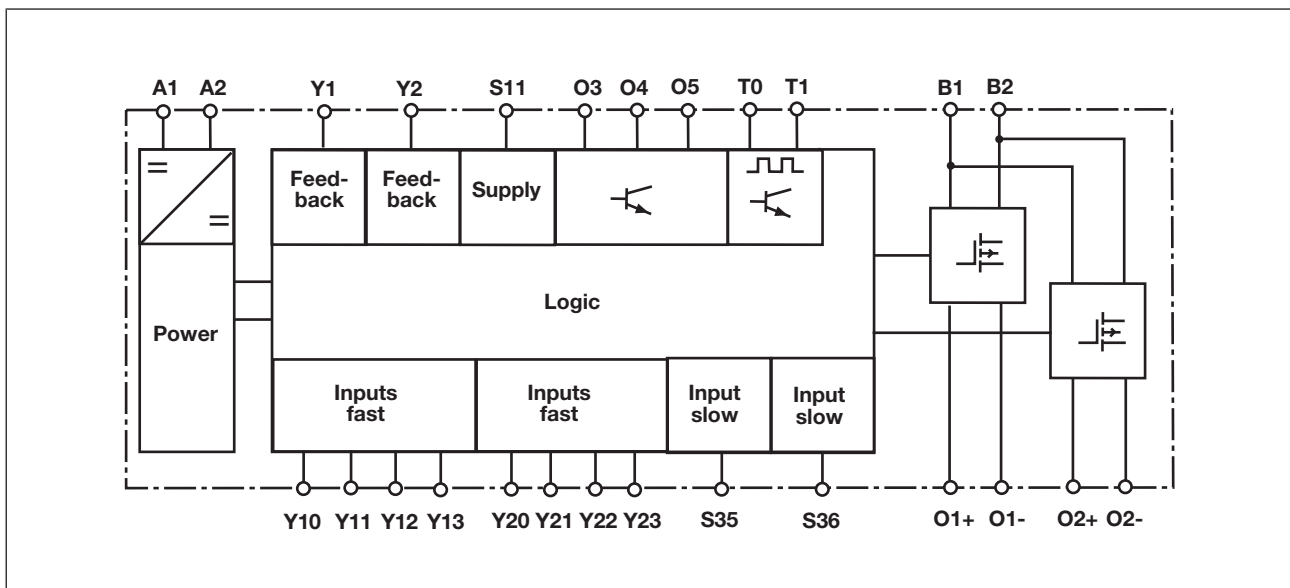 A1 A2 Y1 Y2 S11 O3 O4 O5 T0 T1 B1 B2
Feed-
back
Feed-
back
Supply
Logic
Power
Inputs
fast
Inputs
fast
Input
slow
Input
slow
Y10 Y11 Y12 Y13 Y20 Y21 Y22 Y23 S35 S36 O1+ O1- O2+ O2-